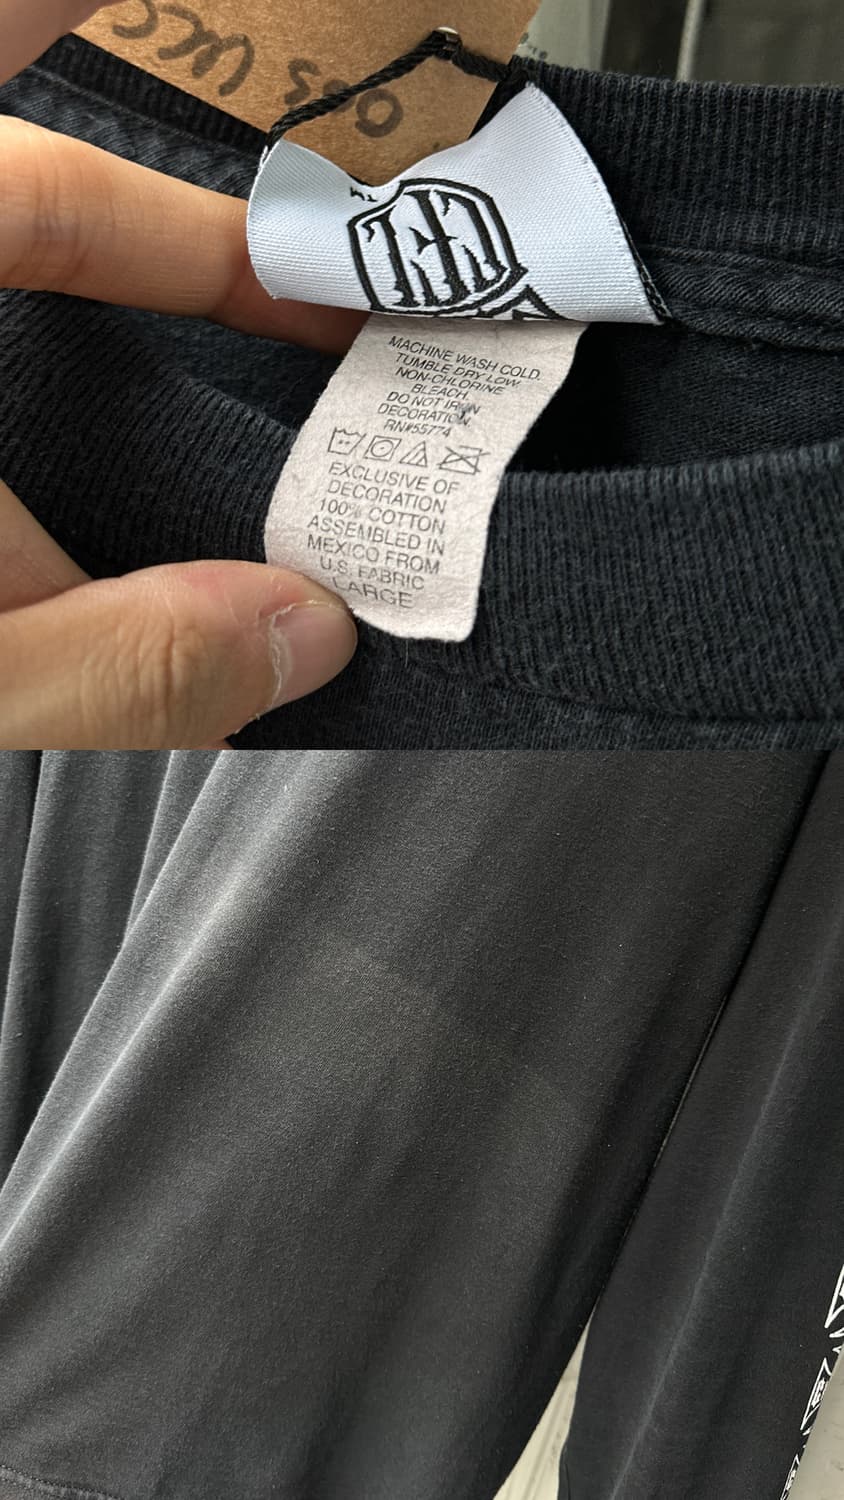 MACHINE WASH COLD.
TUMBLE DRY LOW
NON-CHLORINE
BLEACH.
DO NOT IRON
DECORATION.
RN#55774
EXCLUSIVE OF
DECORATION
100% COTTON
ASSEMBLED IN
MEXICO FROM
U.S. FABRIC
LARGE